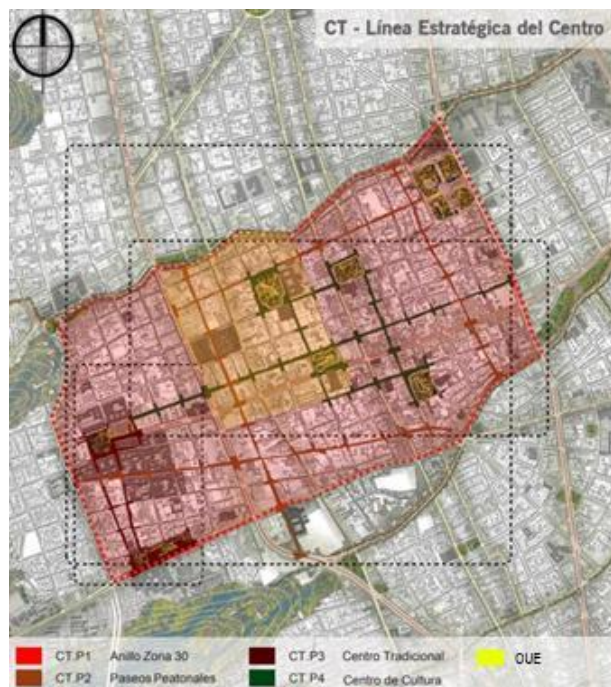 CT - Línea Estratégica del Centro
CT.P1 Anillo Zona 30
CT.P2 Paseos Peatonales
CT.P3 Centro Tradicional
CT.P4 Centro de Cultura
OUE